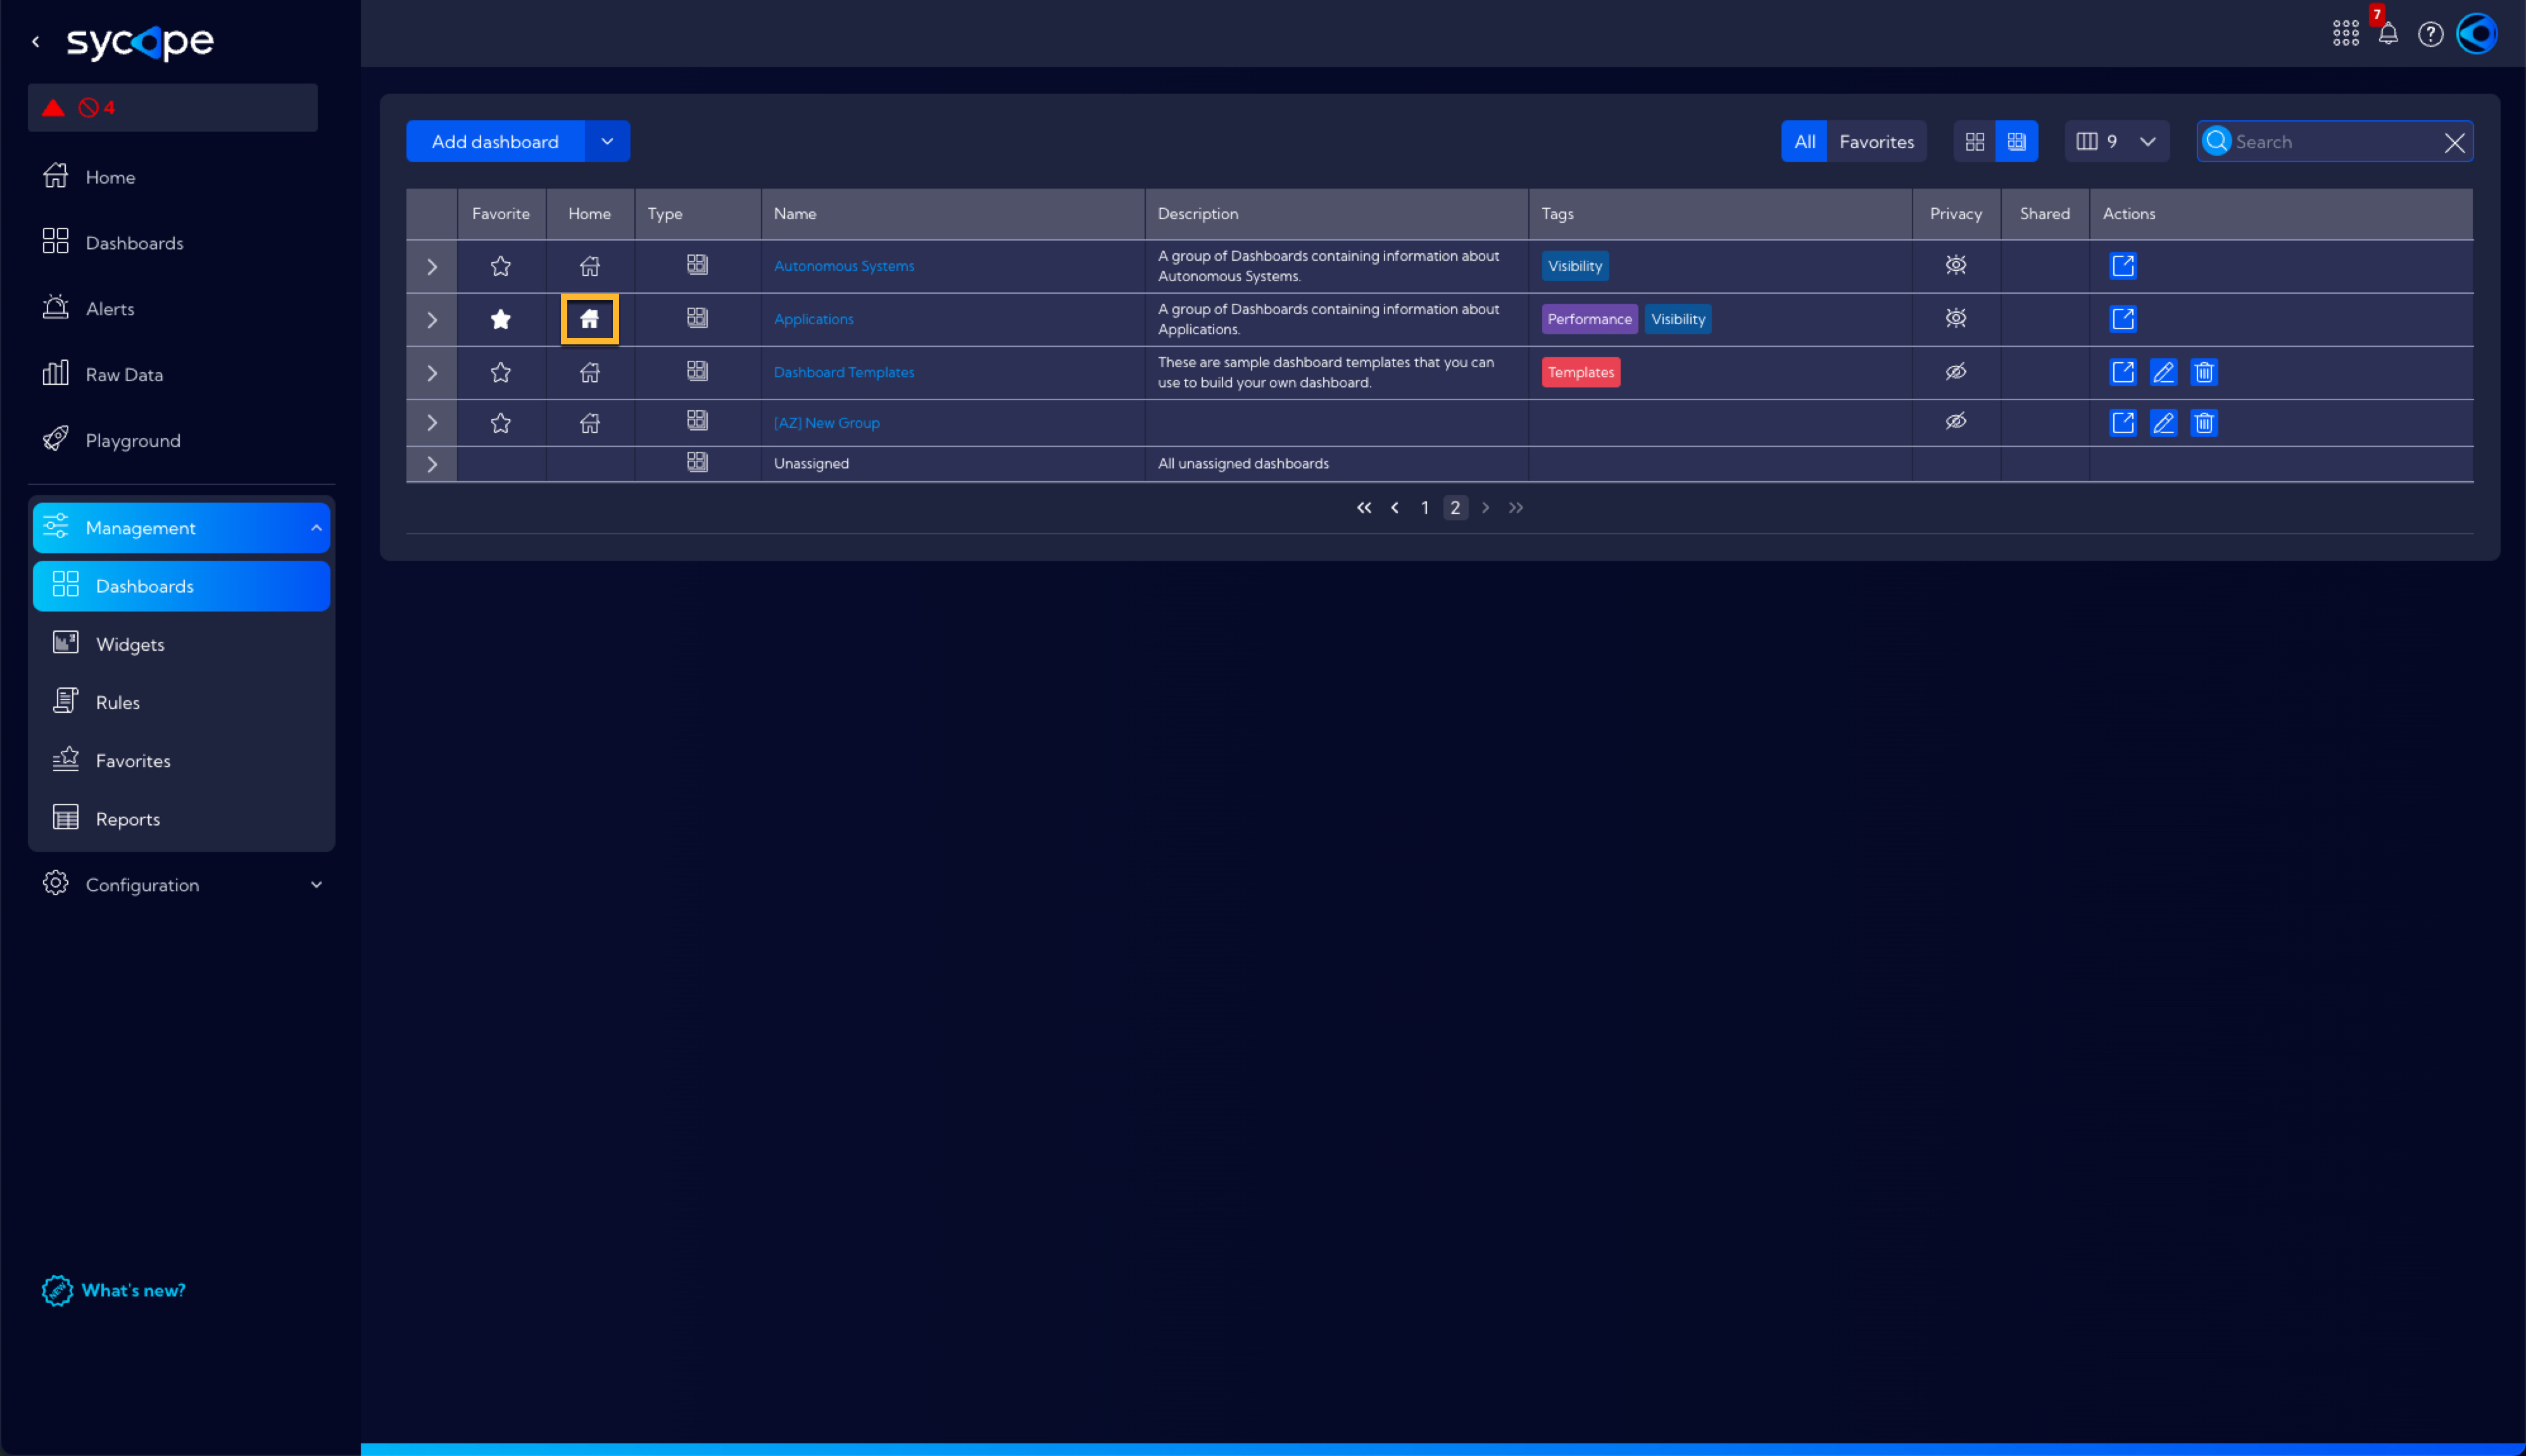 sycope
4
Home
Dashboards
Alerts
Raw Data
Playground
Management
Dashboards
Widgets
Rules
Favorites
Reports
Configuration
NEW What's new?
7
?
Add dashboard
All Favorites
9
Search
Favorite Home Type Name Description Tags Privacy Shared Actions
Autonomous Systems
A group of Dashboards containing information about
Autonomous Systems.
Visibility
Applications
A group of Dashboards containing information about
Applications.
Performance Visibility
Dashboard Templates
These are sample dashboard templates that you can
use to build your own dashboard.
Templates
[AZ] New Group
Unassigned All unassigned dashboards
« ‹ 1 2 › »